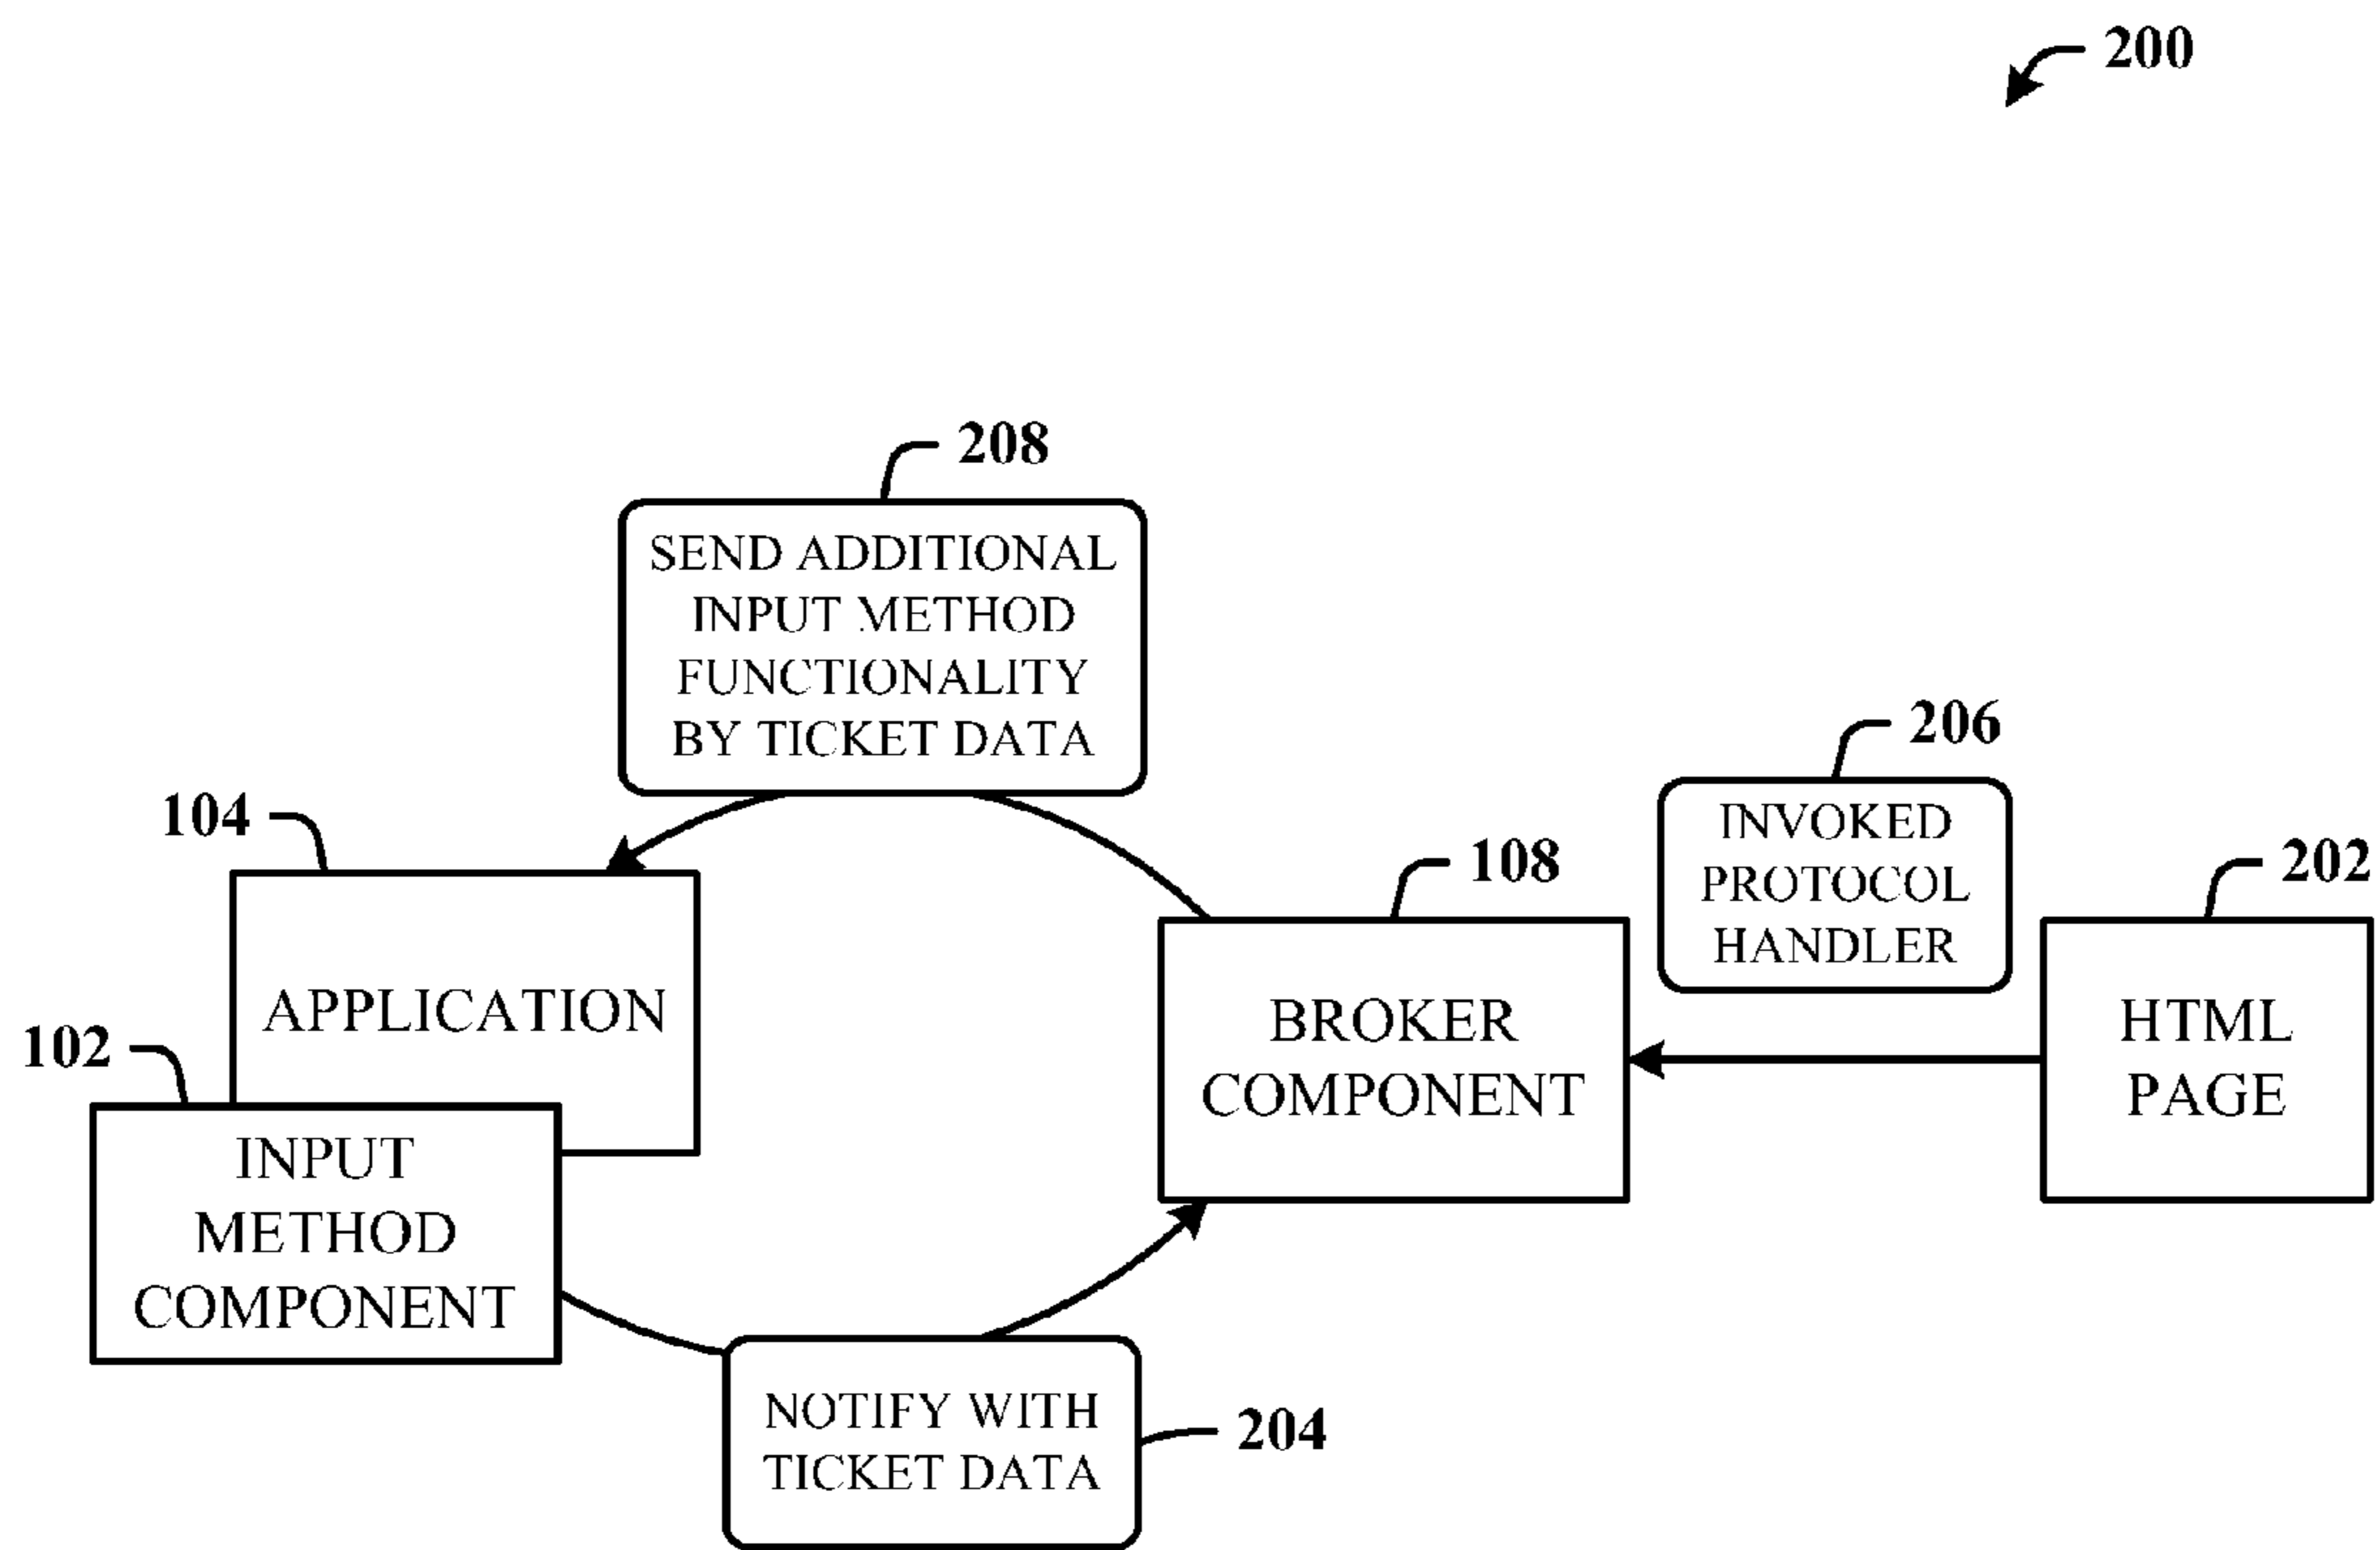 200
208
SEND ADDITIONAL
INPUT METHOD
FUNCTIONALITY
BY TICKET DATA
206
INVOKED
PROTOCOL
HANDLER
104
108
202
APPLICATION
BROKER
COMPONENT
HTML
PAGE
102
INPUT
METHOD
COMPONENT
NOTIFY WITH
TICKET DATA
204